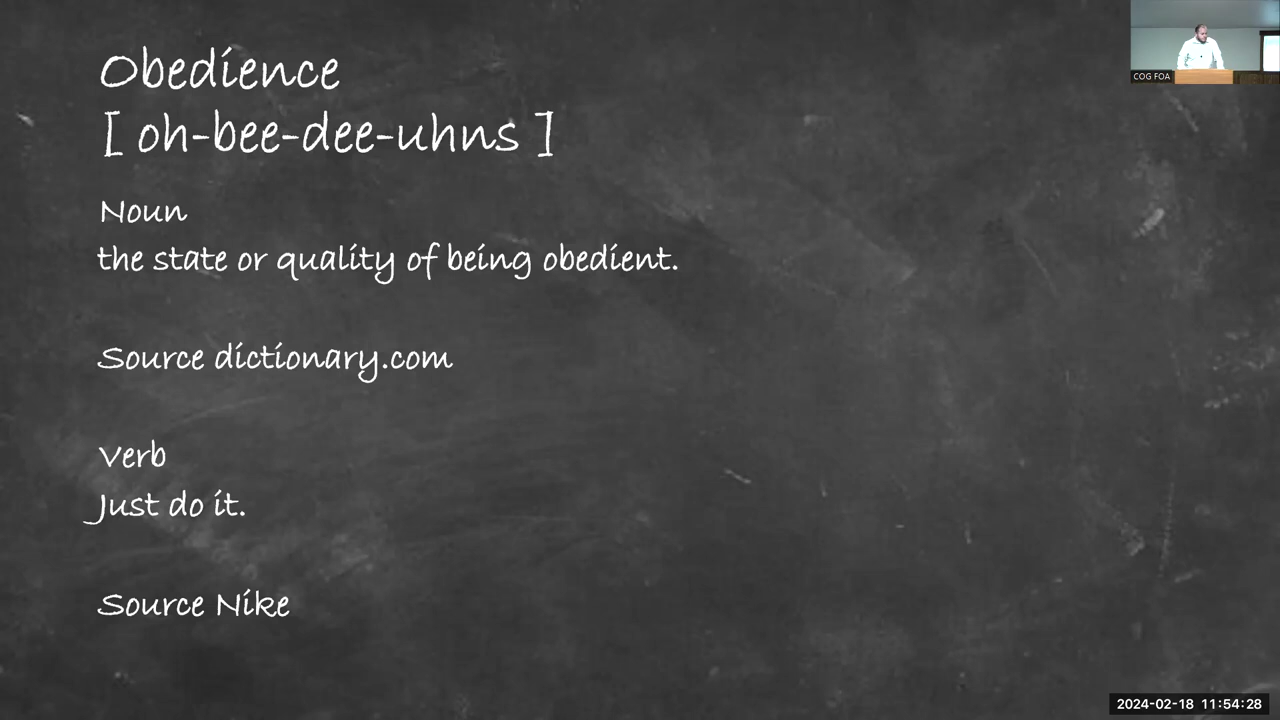 Obedience
[ oh-bee-dee-uhns ]
Noun
the state or quality of being obedient.
Source dictionary.com
Verb
Just do it.
Source Nike
COG FOA
2024-02-18 11:54:28